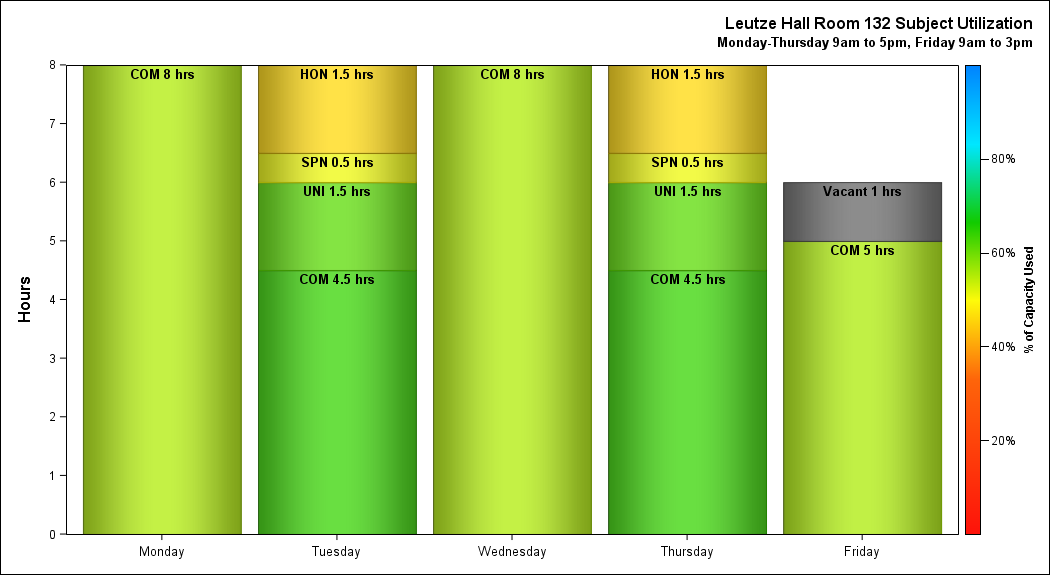 Leutze Hall Room 132 Subject Utilization
Monday-Thursday 9am to 5pm, Friday 9am to 3pm
8
7
6
5
4
3
2
1
0
Hours
COM 8 hrs
HON 1.5 hrs
SPN 0.5 hrs
UNI 1.5 hrs
COM 4.5 hrs
COM 8 hrs
HON 1.5 hrs
SPN 0.5 hrs
UNI 1.5 hrs
COM 4.5 hrs
Vacant 1 hrs
COM 5 hrs
Monday
Tuesday
Wednesday
Thursday
Friday
80%
60%
40%
20%
% of Capacity Used